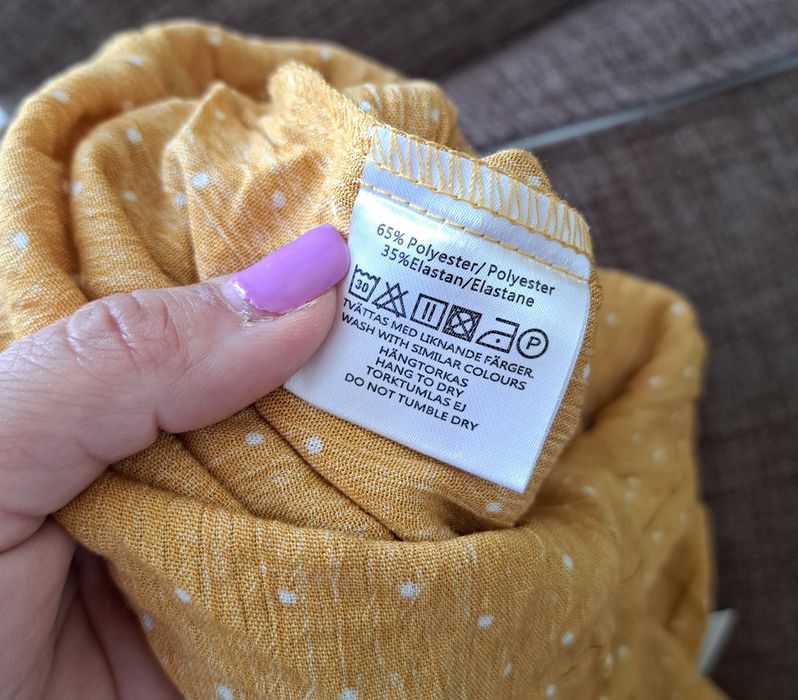 65% Polyester/ Polyester
35%Elastan/Elastane
30 P
TVÄTTAS MED LIKNANDE FÄRGER.
WASH WITH SIMILAR COLOURS
HÄNGTORKAS
HANG TO DRY
TORKTUMLAS EJ
DO NOT TUMBLE DRY